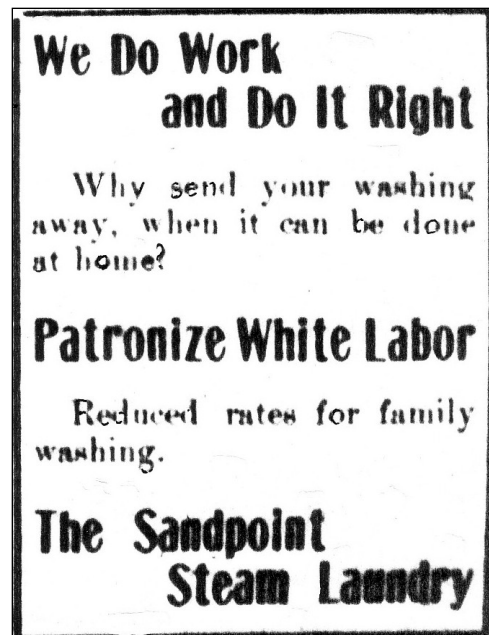 We Do Work
and Do It Right
Why send your washing
away, when it can be done
at home?
Patronize White Labor
Reduced rates for family
washing.
The Sandpoint
Steam Laundry